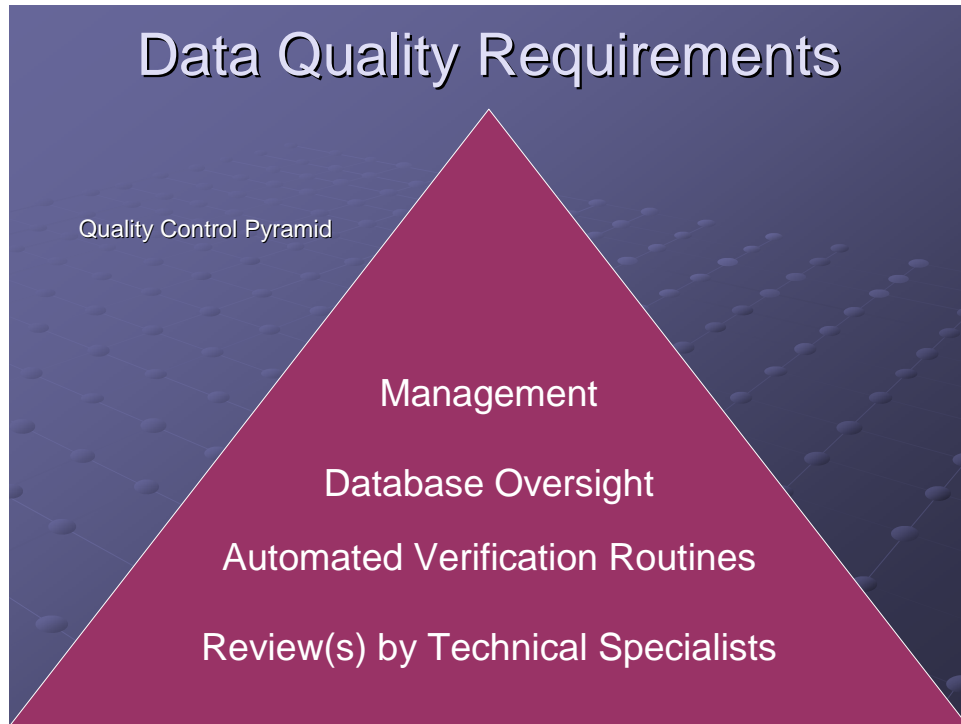 Data Quality Requirements
Quality Control Pyramid
Management
Database Oversight
Automated Verification Routines
Review(s) by Technical Specialists